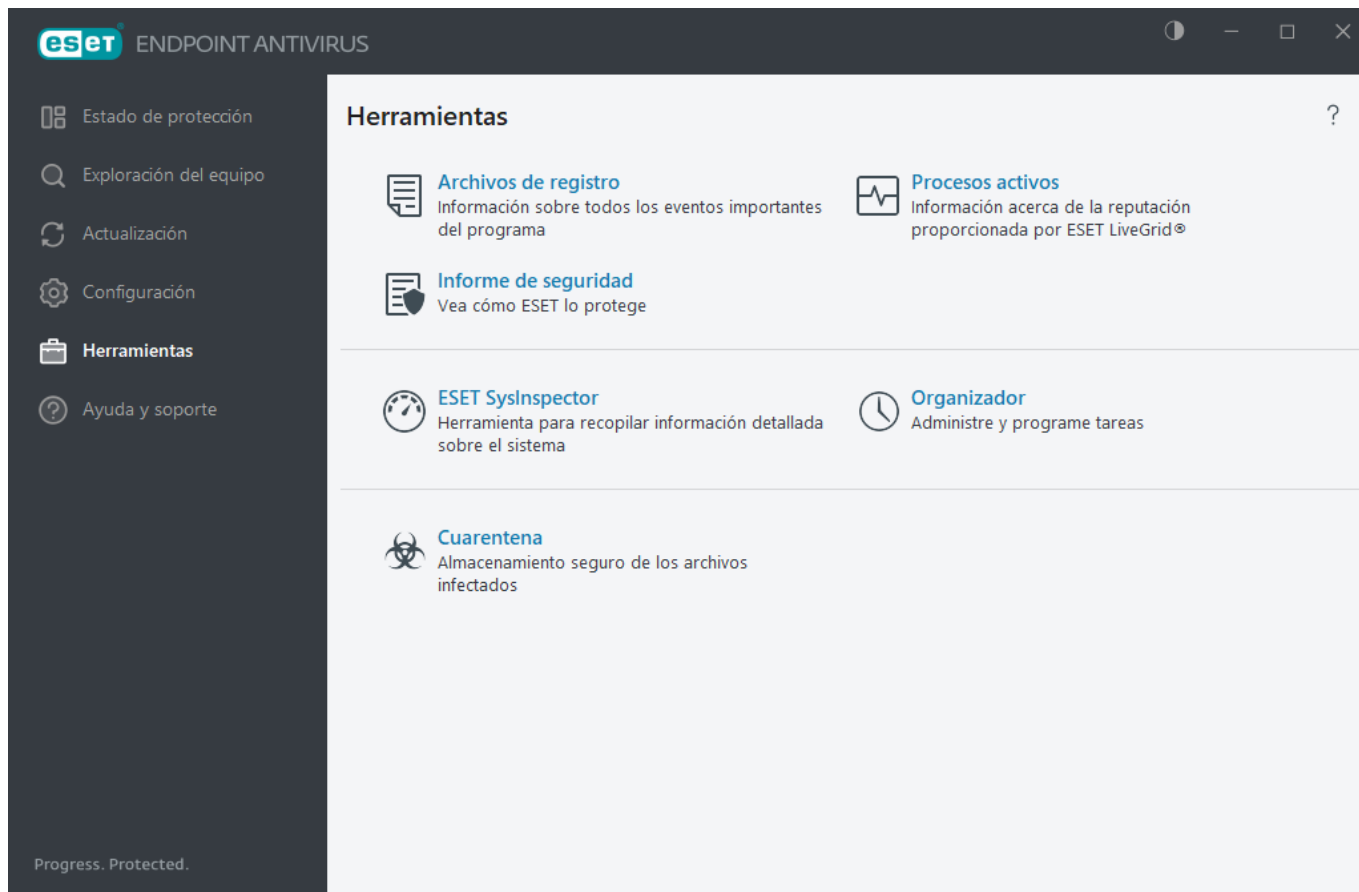 eset ENDPOINT ANTIVIRUS
Estado de protección
Exploración del equipo
Actualización
Configuración
Herramientas
Ayuda y soporte
Progress. Protected.
Herramientas
?
Archivos de registro
Información sobre todos los eventos importantes
del programa
Procesos activos
Información acerca de la reputación
proporcionada por ESET LiveGrid®
Informe de seguridad
Vea cómo ESET lo protege
ESET SysInspector
Herramienta para recopilar información detallada
sobre el sistema
Organizador
Administre y programe tareas
Cuarentena
Almacenamiento seguro de los archivos
infectados